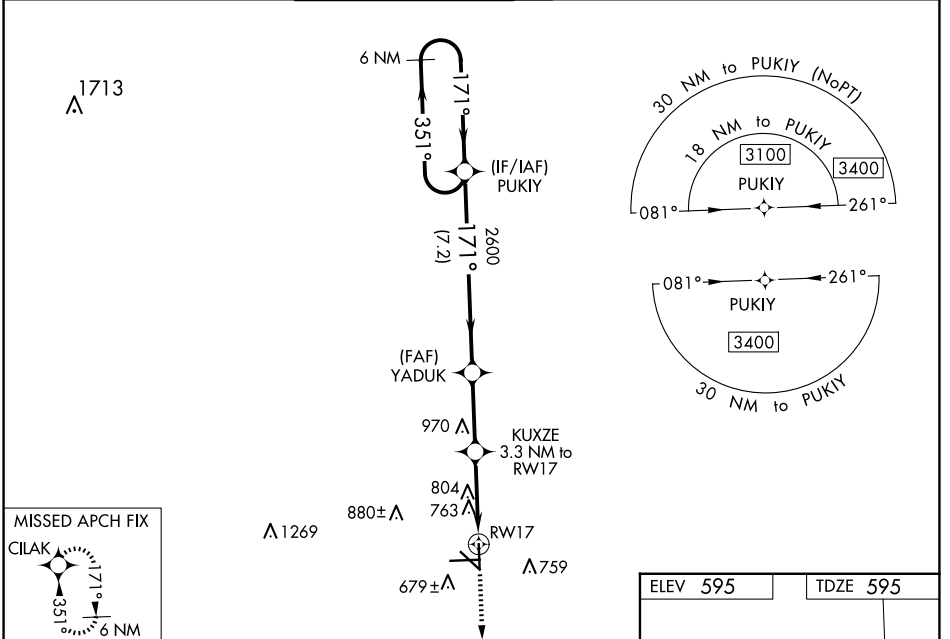 1713
6 NM
171°
351°
(IF/IAF)
PUKIY
2600
171°
(7.2)
(FAF)
YADUK
970
KUXZE
3.3 NM to
RW17
804
763
880±
1269
RW17
759
679±
30 NM to PUKIY (NoPT)
18 NM to PUKIY
3100
3400
PUKIY
081°
261°
081°
261°
PUKIY
3400
30 NM to PUKIY
MISSED APCH FIX
CILAK
171°
351°
6 NM
ELEV 595
TDZE 595